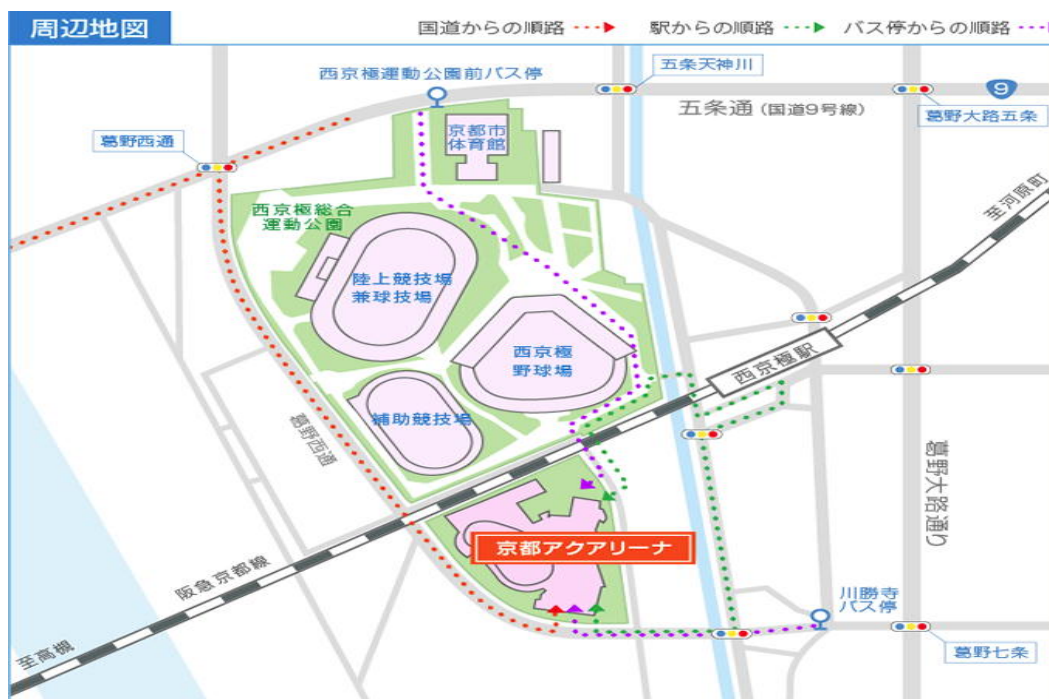 周辺地図
国道からの順路
駅からの順路
バス停からの順路
西京極運動公園前バス停
五条天神川
9
五条通(国道9号線)
葛野大路五条
葛野西通
京都市
体育館
至河原町
西京極総合
運動公園
陸上競技場
兼球技場
西京極
野球場
西京極駅
補助競技場
葛野西通
葛野大路通り
京都アクアリーナ
阪急京都線
川勝寺
バス停
葛野七条
至高槻